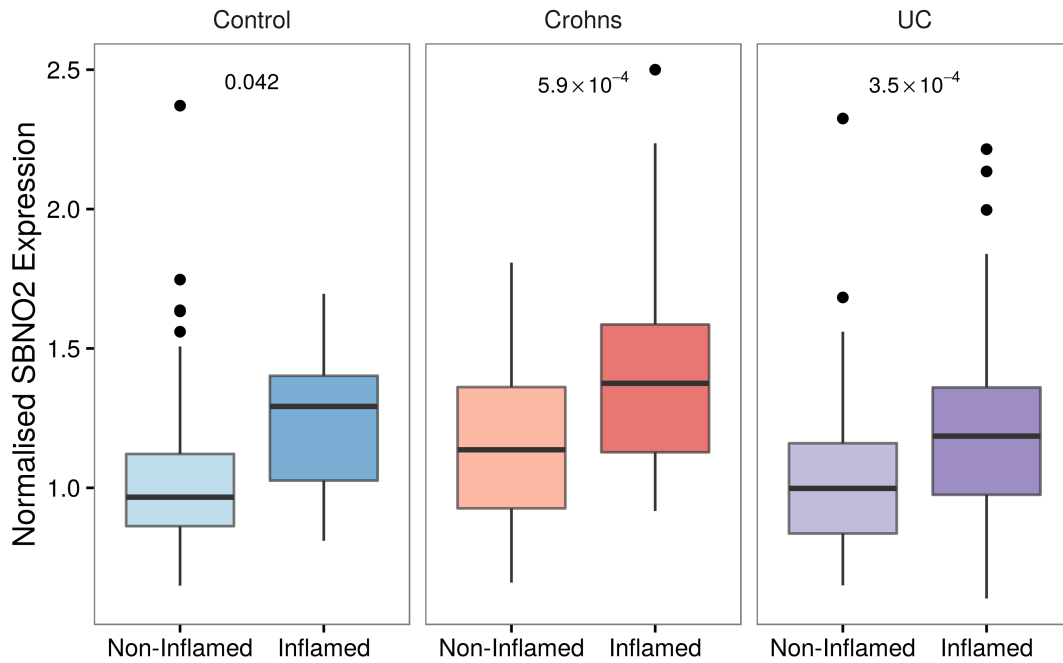 Control Crohns UC
0.042 5.9×10⁻⁴ 3.5×10⁻⁴
Normalised SBNO2 Expression
2.5
2.0
1.5
1.0
Non-Inflamed Inflamed Non-Inflamed Inflamed Non-Inflamed Inflamed